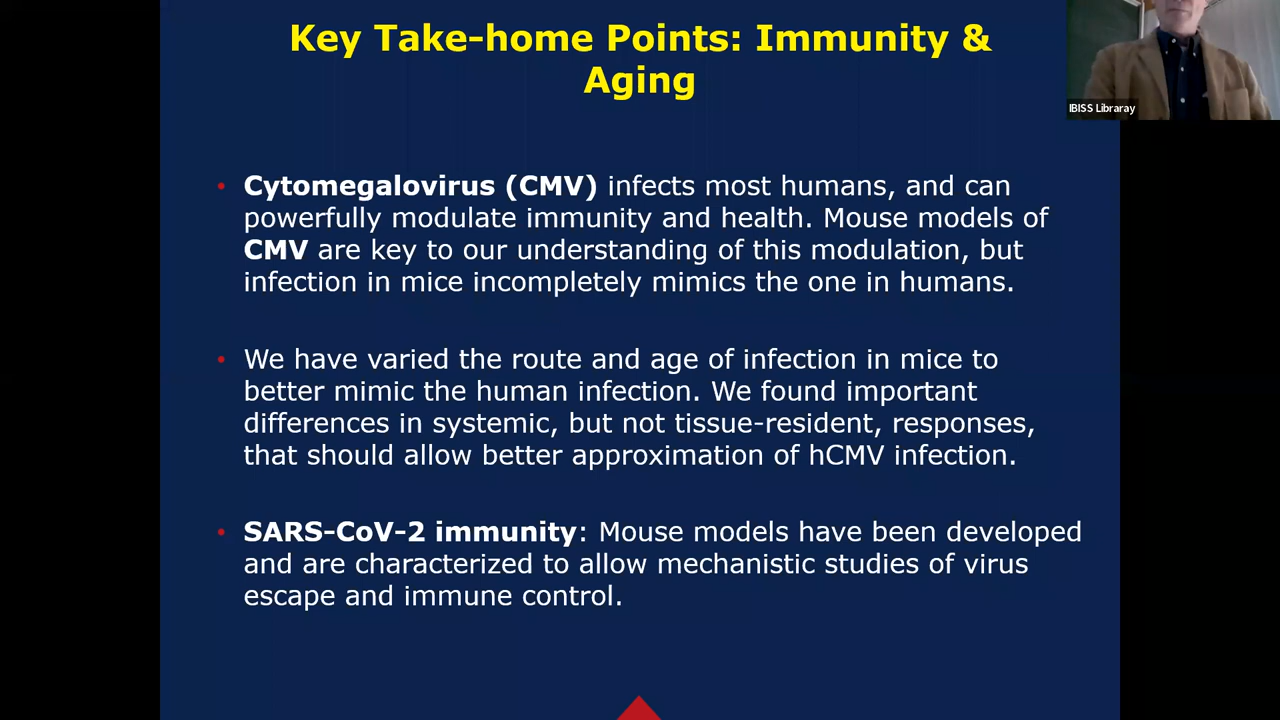 Key Take-home Points: Immunity &
Aging
IBISS Libraray
• Cytomegalovirus (CMV) infects most humans, and can
powerfully modulate immunity and health. Mouse models of
CMV are key to our understanding of this modulation, but
infection in mice incompletely mimics the one in humans.
• We have varied the route and age of infection in mice to
better mimic the human infection. We found important
differences in systemic, but not tissue-resident, responses,
that should allow better approximation of hCMV infection.
• SARS-CoV-2 immunity: Mouse models have been developed
and are characterized to allow mechanistic studies of virus
escape and immune control.